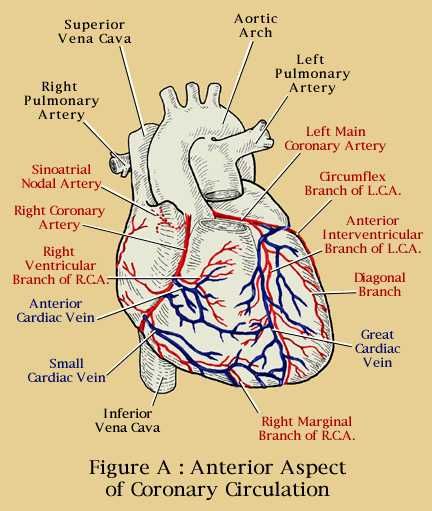 Superior
Vena Cava
Aortic
Arch
Left
Pulmonary
Artery
Right
Pulmonary
Artery
Left Main
Coronary Artery
Sinoatrial
Nodal Artery
Circumflex
Branch of L.C.A.
Right Coronary
Artery
Anterior
Interventricular
Branch of L.C.A.
Right
Ventricular
Branch of R.C.A.
Diagonal
Branch
Anterior
Cardiac Vein
Great
Cardiac
Vein
Small
Cardiac Vein
Inferior
Vena Cava
Right Marginal
Branch of R.C.A.
Figure A : Anterior Aspect
of Coronary Circulation